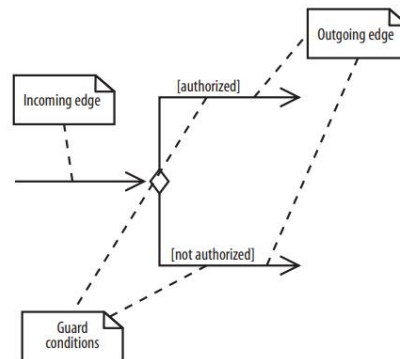 Outgoing edge
[authorized]
Incoming edge
[not authorized]
Guard
conditions